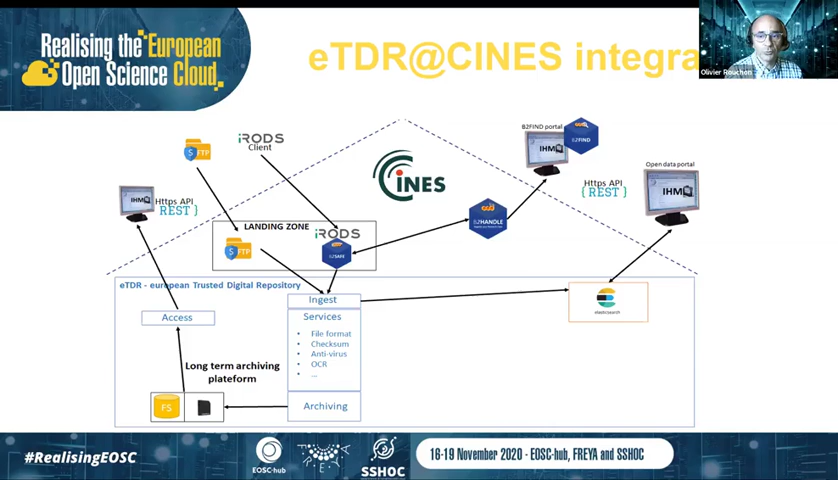 Realising the European
Open Science Cloud
eTDR@CINES integra
Olivier Rouchon
FTP
iRODS
Client
B2FIND portal
IHM
B2FIND
Open data portal
IHM
Https API
{ REST }
CINES
IHM
Https API
REST }
LANDING ZONE
iRODS
FTP
B2SAFE
B2HANDLE
eTDR - european Trusted Digital Repository
Ingest
Access
Services
• File format
• Checksum
• Anti-virus
• OCR
• ...
elasticsearch
Long term archiving
plateform
FS
Archiving
#RealisingEOSC
EOSC-hub
FREYA
SSHOC
16-19 November 2020 - EOSC-hub, FREYA and SSHOC